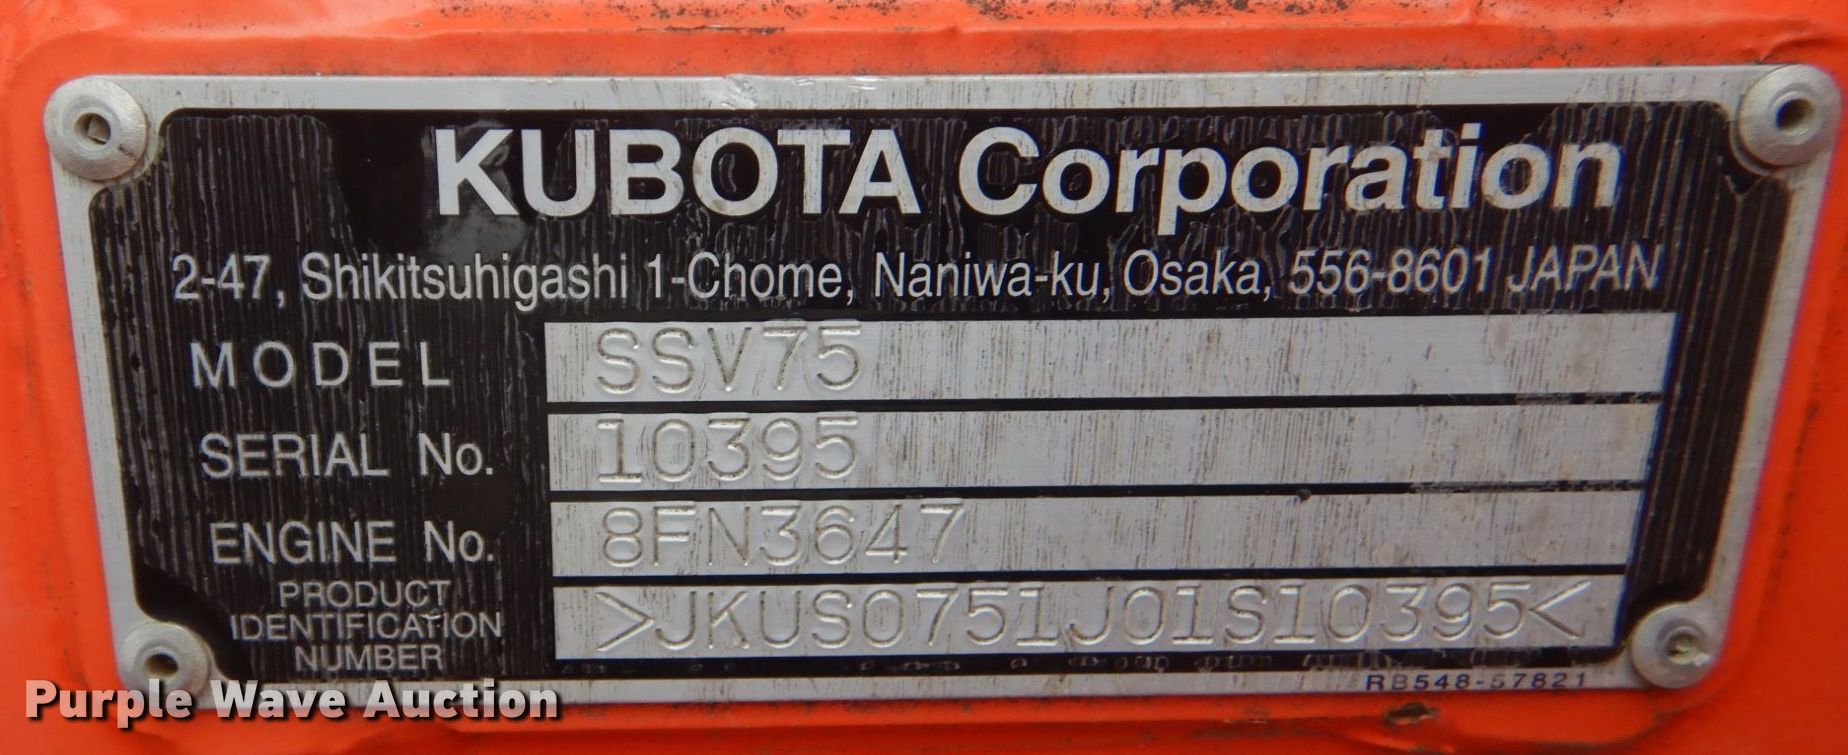 KUBOTA Corporation
2-47, Shikitsuhigashi 1-Chome, Naniwa-ku, Osaka, 556-8601 JAPAN
MODEL SSV75
SERIAL No. 10395
ENGINE No. 8FN3647
PRODUCT
IDENTIFICATION
NUMBER
>JKUS0751J01S10395<
RB548-57821
Purple Wave Auction